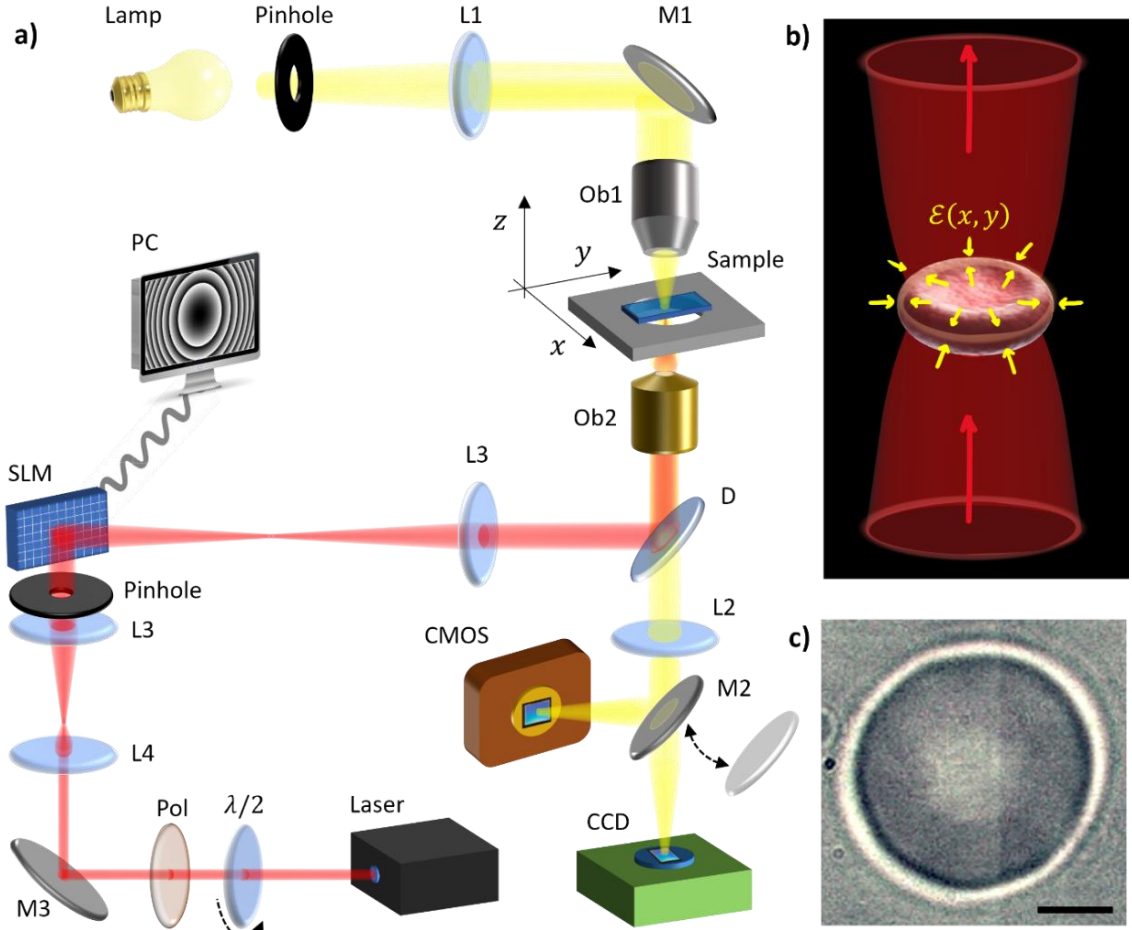 a)
Lamp
Pinhole
L1
M1
Ob1
z
y
x
Sample
PC
Ob2
SLM
L3
D
Pinhole
L3
L2
CMOS
M2
L4
Pol
λ/2
Laser
CCD
M3
b)
ℰ(x, y)
c)